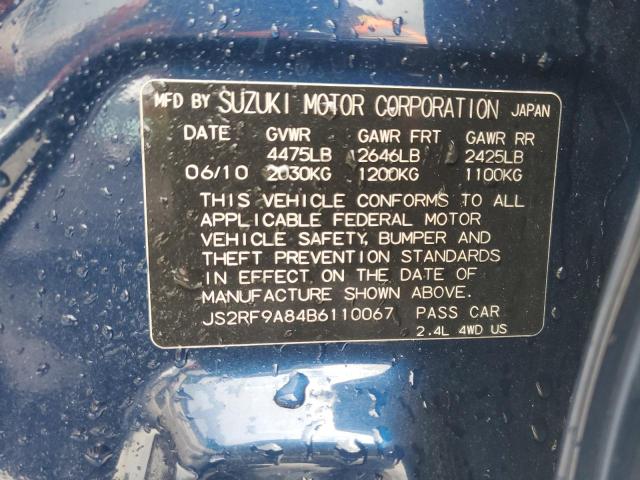 MFD BY SUZUKI MOTOR CORPORATION JAPAN
DATE GVWR GAWR FRT GAWR RR
4475LB 2646LB 2425LB
06/10 2030KG 1200KG 1100KG
THIS VEHICLE CONFORMS TO ALL
APPLICABLE FEDERAL MOTOR
VEHICLE SAFETY, BUMPER AND
THEFT PREVENTION STANDARDS
IN EFFECT ON THE DATE OF
MANUFACTURE SHOWN ABOVE.
JS2RF9A84B6110067 PASS CAR
2.4L 4WD US